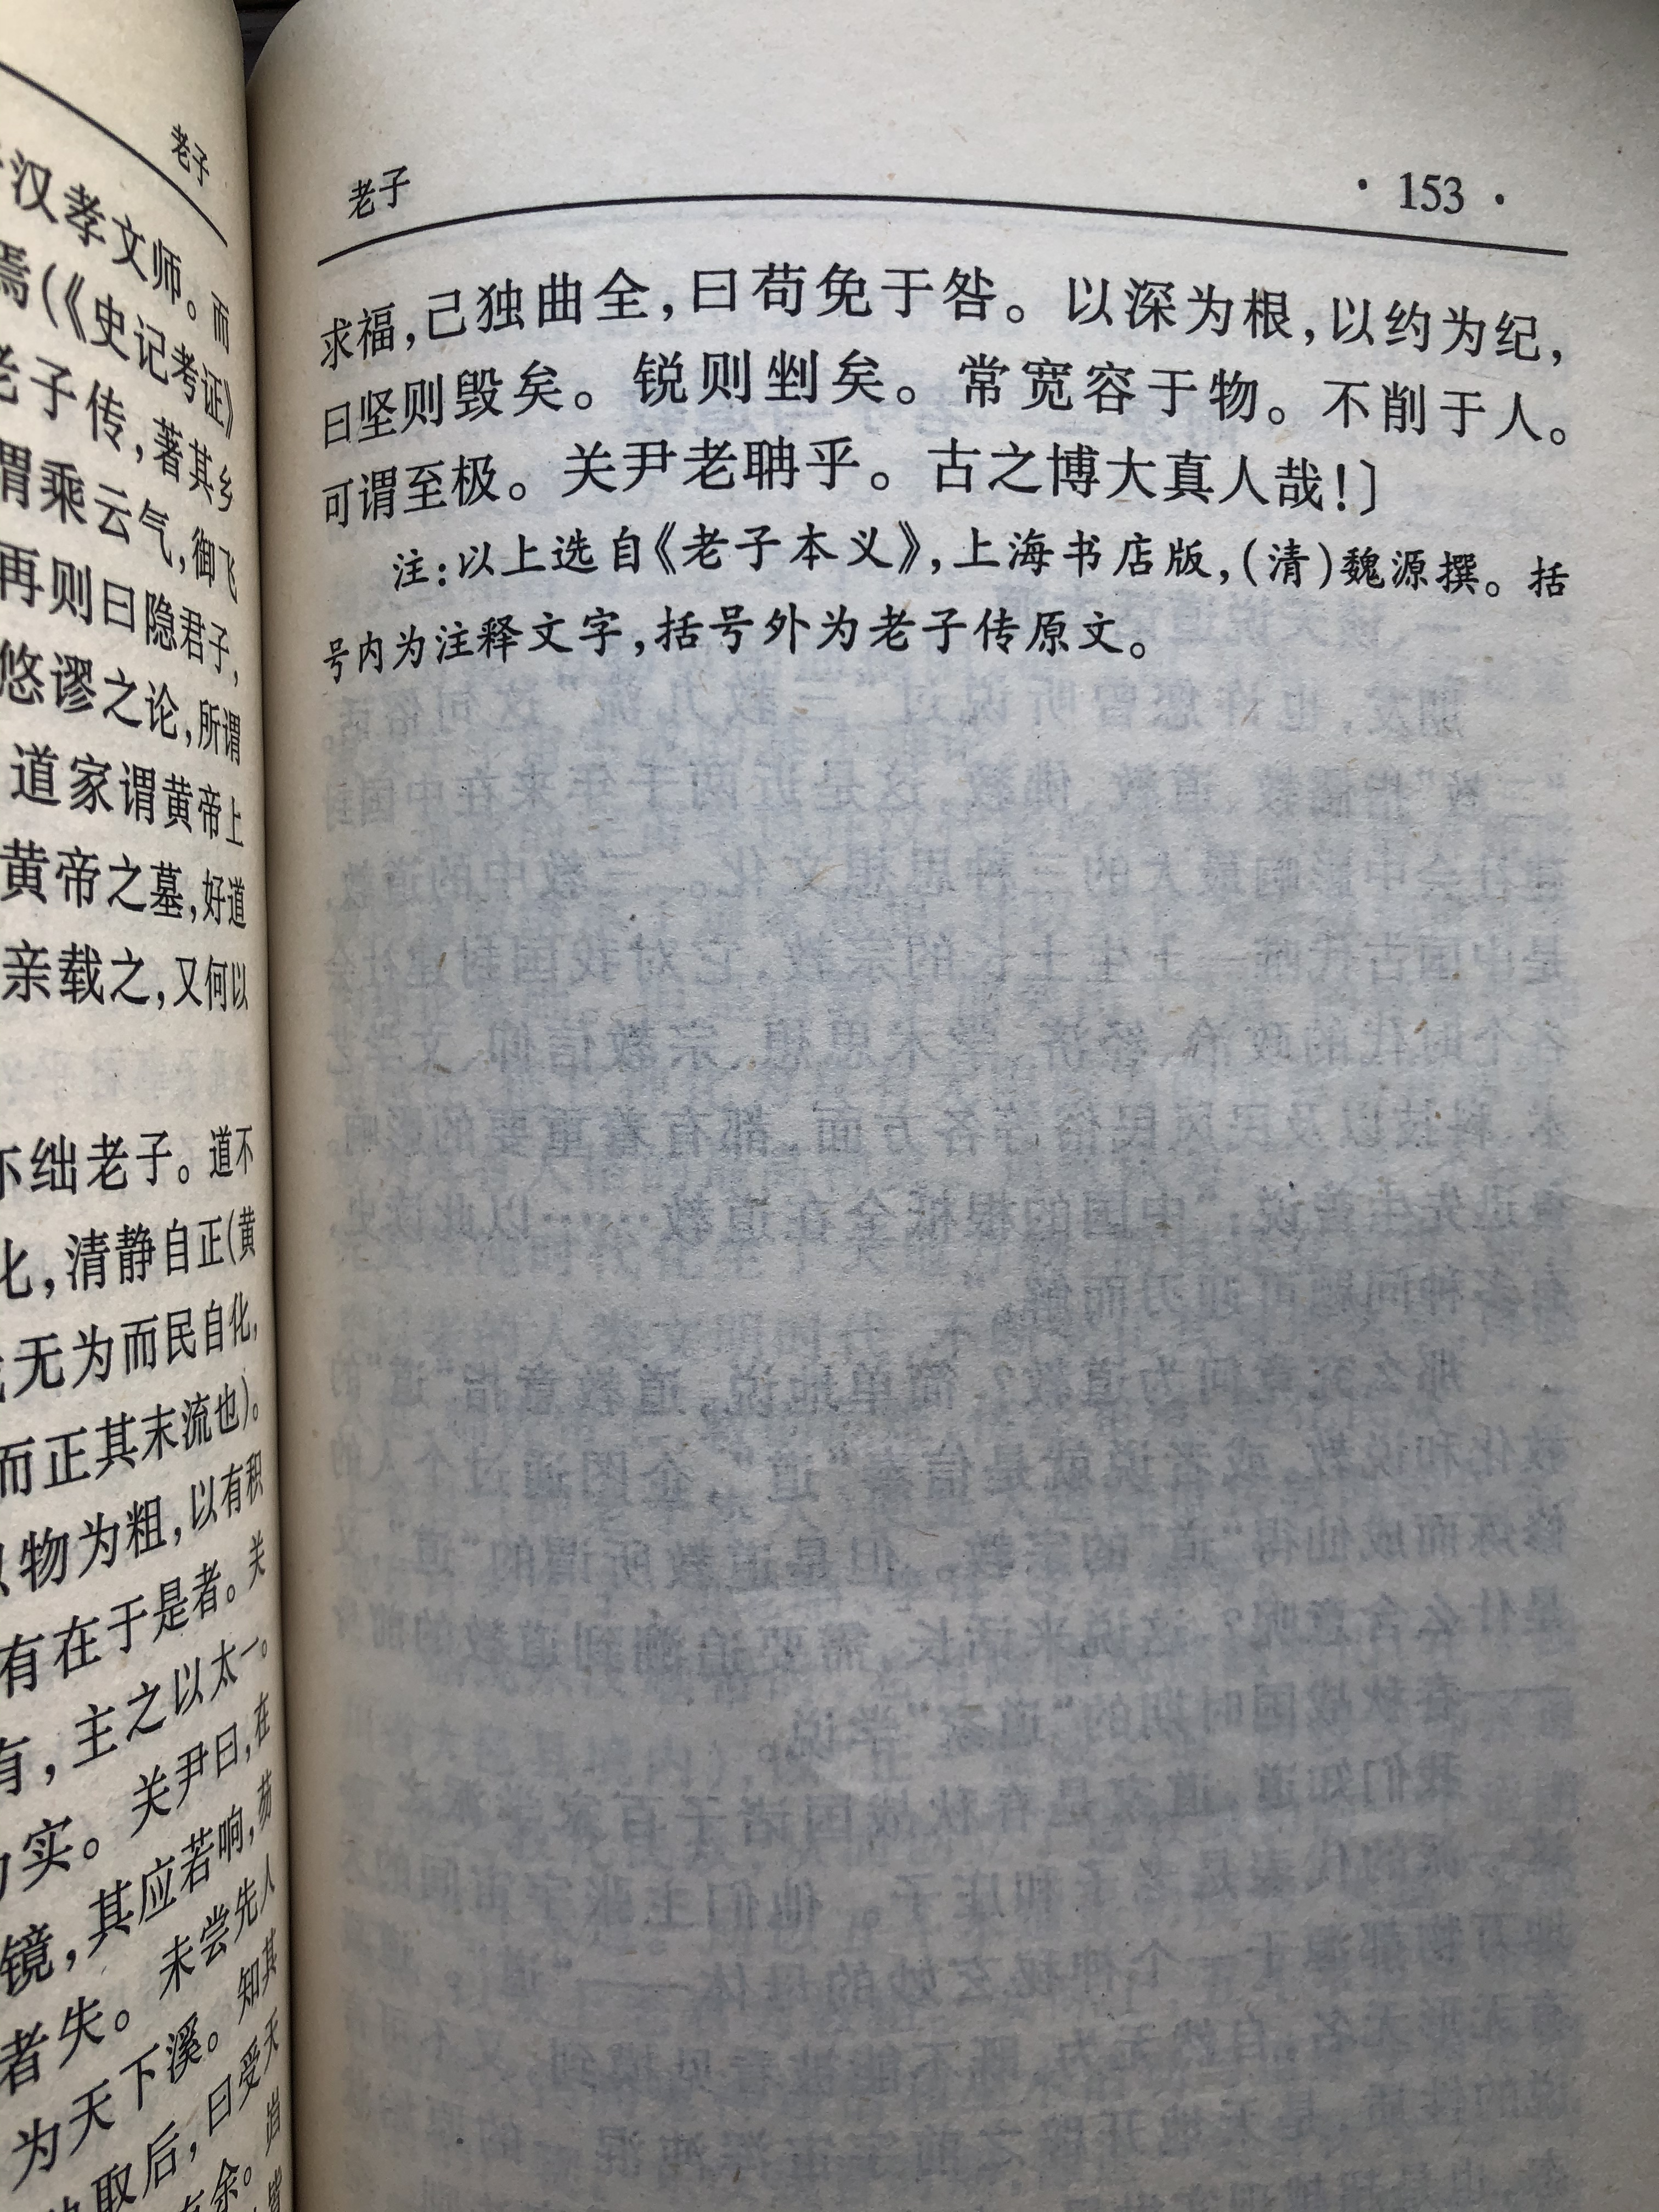 老子
汉孝文师。而
焉(《史记考证》
老子传，著其乡
谓乘云气，御飞
再则曰隐君子，
悠谬之论，所谓
道家谓黄帝上
黄帝之墓，好道
亲载之，又何以
亦绌老子。道不
化，清静自正(黄
无为而民自化，
而正其末流也)。
物为粗，以有积
有在于是者。关
有，主之以太一。
实。关尹曰，在
镜，其应若响，芴
者失。未尝先人
为天下溪。知其
取后，曰受天
有余。岿
老子
·153·
求福，己独曲全，曰苟免于咎。以深为根，以约为纪，
曰坚则毁矣。锐则剉矣。常宽容于物。不削于人。
可谓至极。关尹老聃乎。古之博大真人哉！〕
注：以上选自《老子本义》，上海书店版，(清)魏源撰。括
号内为注释文字，括号外为老子传原文。